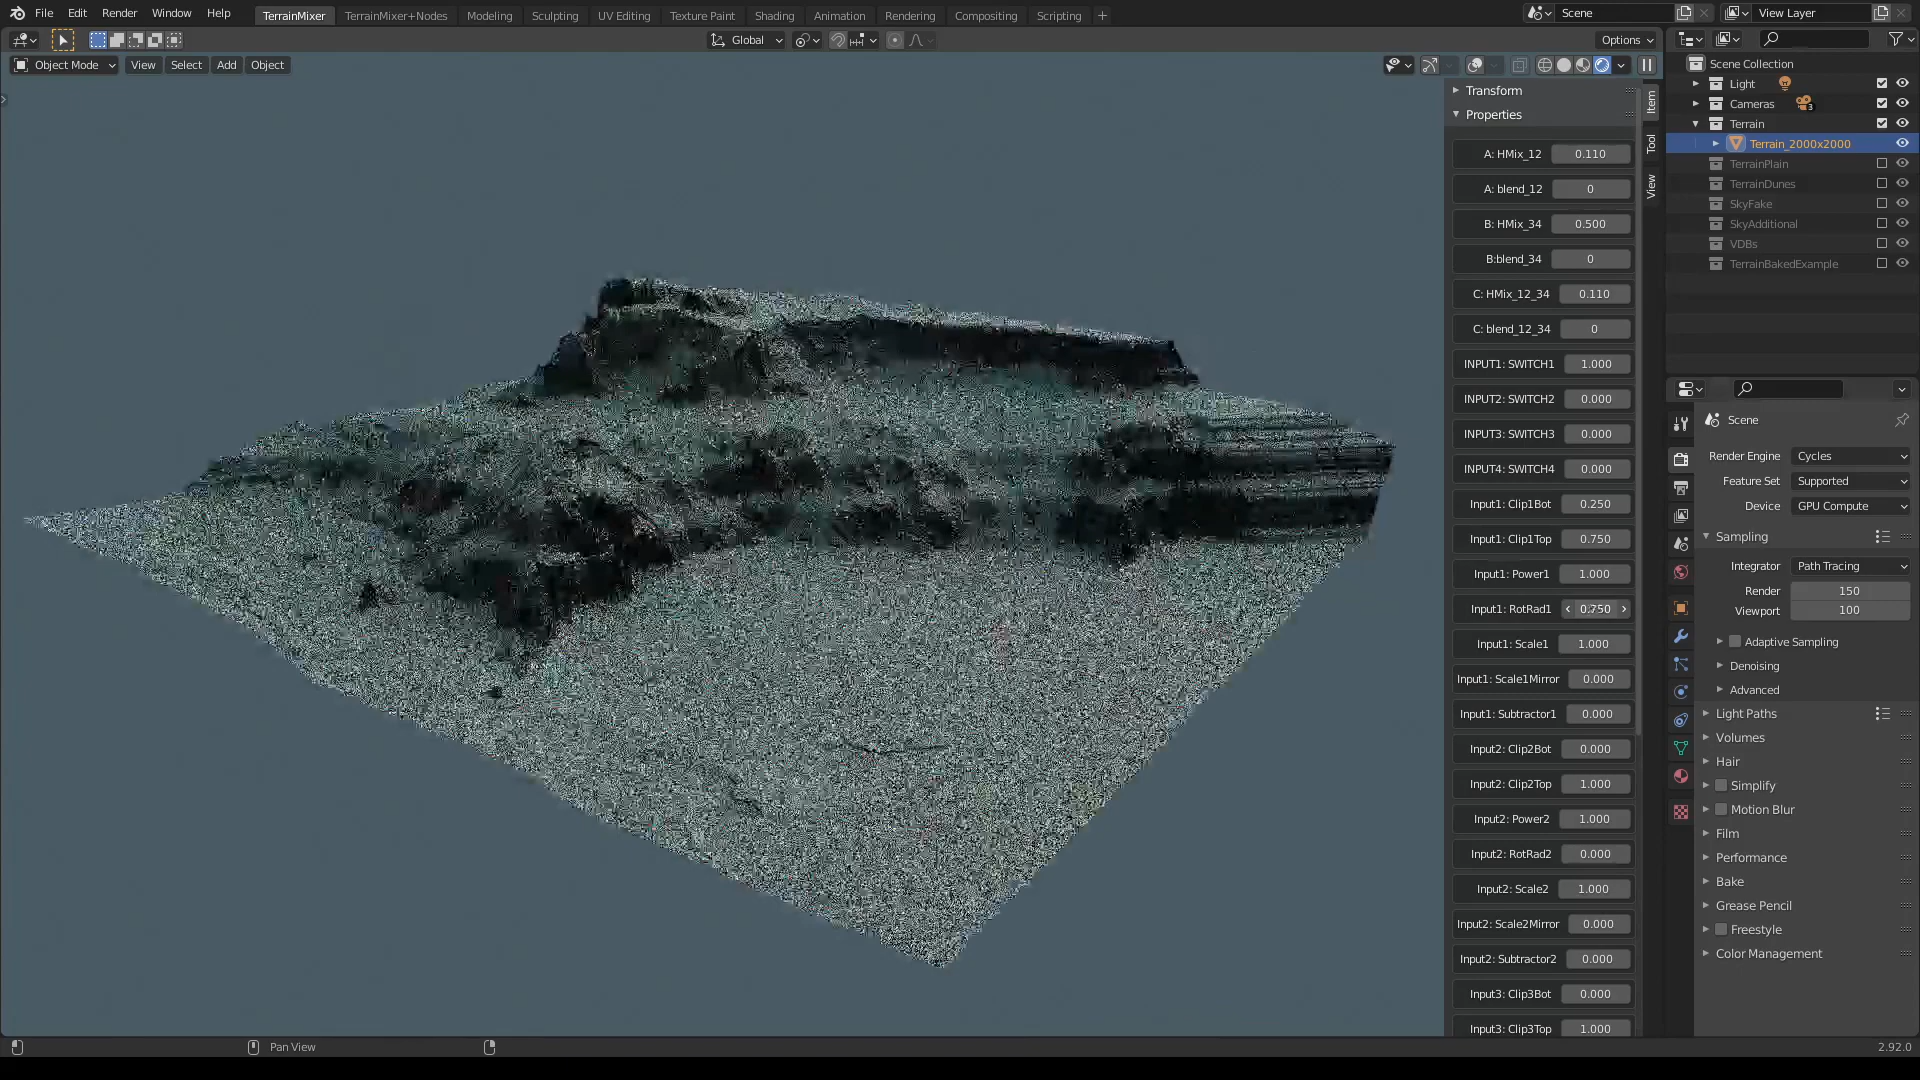 File Edit Render Window Help TerrainMixer TerrainMixer+Nodes Modeling Sculpting UV Editing Texture Paint Shading Animation Rendering Compositing Scripting + Scene View Layer
Global Options
Object Mode View Select Add Object
Transform
Properties
A: HMix_12 0.110
A: blend_12 0
B: HMix_34 0.500
B:blend_34 0
C: HMix_12_34 0.110
C: blend_12_34 0
INPUT1: SWITCH1 1.000
INPUT2: SWITCH2 0.000
INPUT3: SWITCH3 0.000
INPUT4: SWITCH4 0.000
Input1: Clip1Bot 0.250
Input1: Clip1Top 0.750
Input1: Power1 1.000
Input1: RotRad1 0.750
Input1: Scale1 1.000
Input1: Scale1Mirror 0.000
Input1: Subtractor1 0.000
Input2: Clip2Bot 0.000
Input2: Clip2Top 1.000
Input2: Power2 1.000
Input2: RotRad2 0.000
Input2: Scale2 1.000
Input2: Scale2Mirror 0.000
Input2: Subtractor2 0.000
Input3: Clip3Bot 0.000
Input3: Clip3Top 1.000
Item
Tool
View
Scene Collection
Light
Cameras 3
Terrain
Terrain_2000x2000
TerrainPlain
TerrainDunes
SkyFake
SkyAdditional
VDBs
TerrainBakedExample
Scene
Render Engine Cycles
Feature Set Supported
Device GPU Compute
Sampling
Integrator Path Tracing
Render 150
Viewport 100
Adaptive Sampling
Denoising
Advanced
Light Paths
Volumes
Hair
Simplify
Motion Blur
Film
Performance
Bake
Grease Pencil
Freestyle
Color Management
Pan View 2.92.0